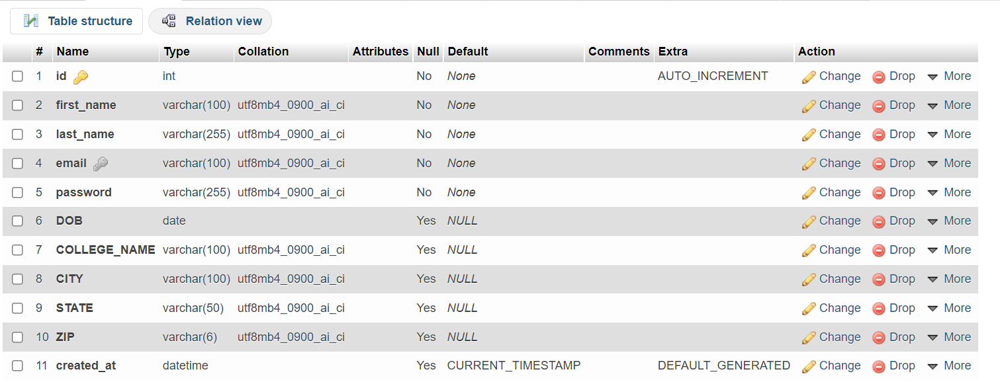 Table structure Relation view
# Name Type Collation Attributes Null Default Comments Extra Action
1 id int No None AUTO_INCREMENT Change Drop More
2 first_name varchar(100) utf8mb4_0900_ai_ci No None Change Drop More
3 last_name varchar(255) utf8mb4_0900_ai_ci No None Change Drop More
4 email varchar(100) utf8mb4_0900_ai_ci No None Change Drop More
5 password varchar(255) utf8mb4_0900_ai_ci No None Change Drop More
6 DOB date Yes NULL Change Drop More
7 COLLEGE_NAME varchar(100) utf8mb4_0900_ai_ci Yes NULL Change Drop More
8 CITY varchar(100) utf8mb4_0900_ai_ci Yes NULL Change Drop More
9 STATE varchar(50) utf8mb4_0900_ai_ci Yes NULL Change Drop More
10 ZIP varchar(6) utf8mb4_0900_ai_ci Yes NULL Change Drop More
11 created_at datetime Yes CURRENT_TIMESTAMP DEFAULT_GENERATED Change Drop More